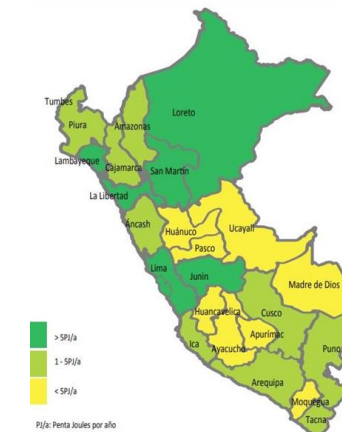 Loreto
Tumbes
Piura
Amazonas
Lambayeque
Cajamarca
San Martín
La Libertad
Áncash
Huánuco
Ucayali
Pasco
Lima
Junin
Madre de Dios
Huancavelica
Cusco
Ica
Ayacucho
Apurímac
Puno
Arequipa
Moquegua
Tacna
> 5PJ/a
1 - 5PJ/a
< 5PJ/a
PJ/a: Penta Joules por año